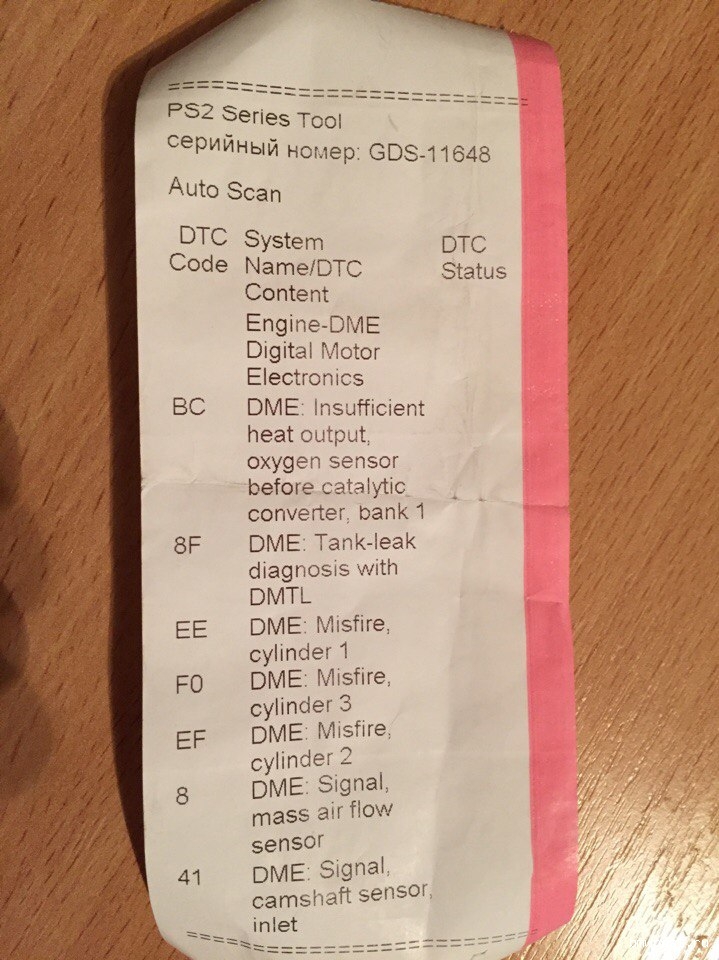 ==============================
PS2 Series Tool
серийный номер: GDS-11648
Auto Scan
DTC Code System Name/DTC Content DTC Status
Engine-DME
Digital Motor
Electronics
BC DME: Insufficient
heat output,
oxygen sensor
before catalytic
converter, bank 1
8F DME: Tank-leak
diagnosis with
DMTL
EE DME: Misfire,
cylinder 1
F0 DME: Misfire,
cylinder 3
EF DME: Misfire,
cylinder 2
8 DME: Signal,
mass air flow
sensor
41 DME: Signal,
camshaft sensor,
inlet
==============================